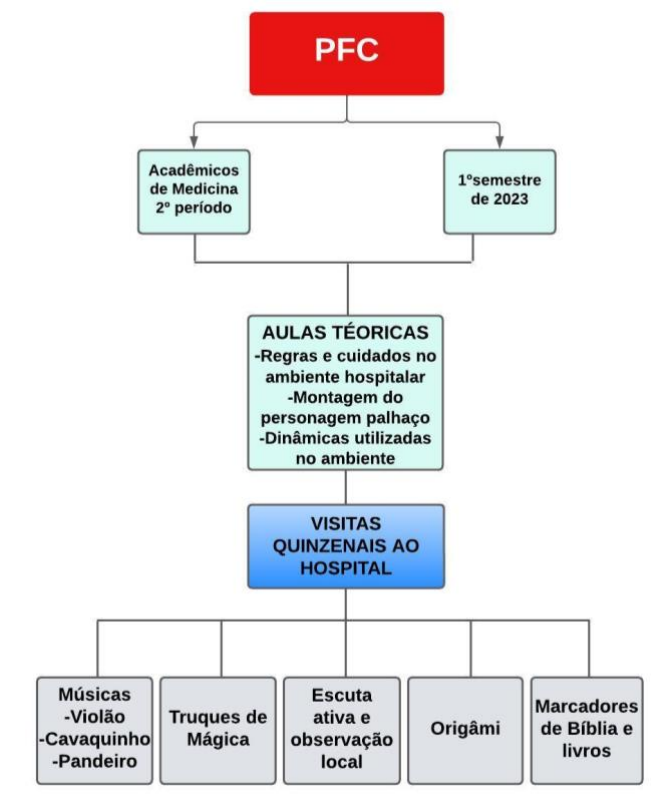 PFC
Acadêmicos
de Medicina
2º período
1ºsemestre
de 2023
AULAS TÉORICAS
-Regras e cuidados no
ambiente hospitalar
-Montagem do
personagem palhaço
-Dinâmicas utilizadas
no ambiente
VISITAS
QUINZENAIS AO
HOSPITAL
Músicas
-Violão
-Cavaquinho
-Pandeiro
Truques de
Mágica
Escuta
ativa e
observação
local
Origâmi
Marcadores
de Bíblia e
livros